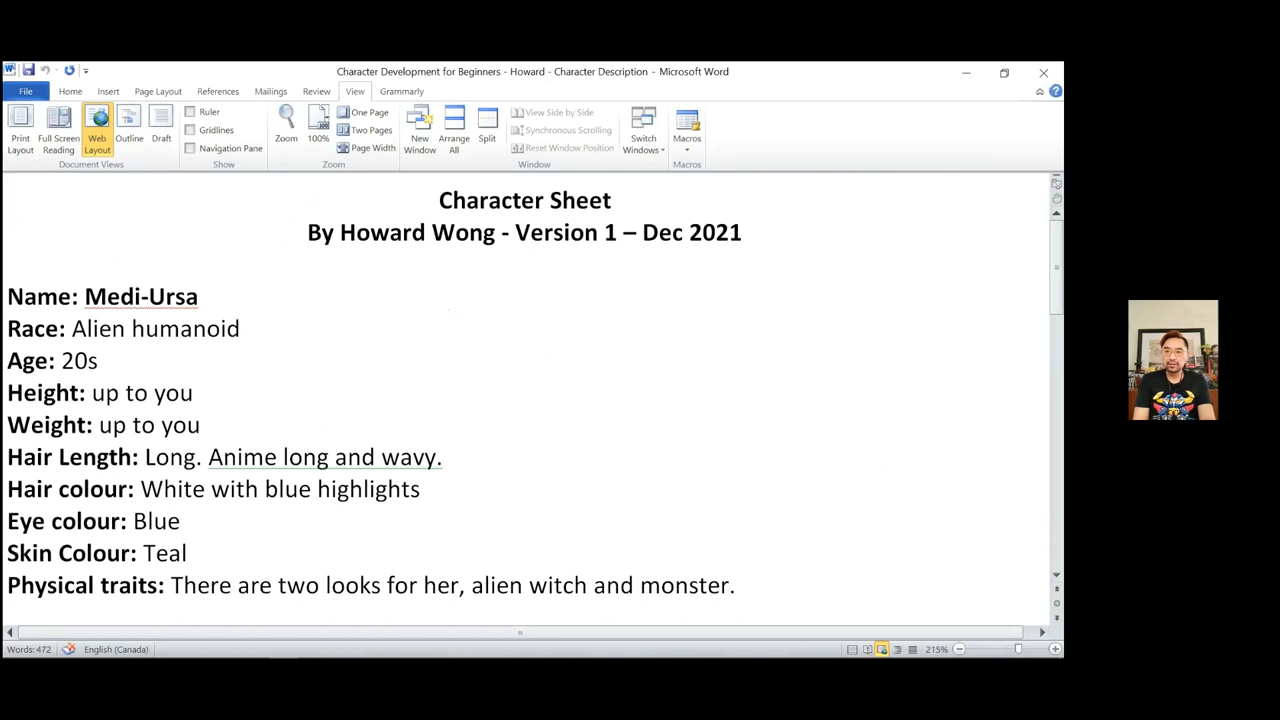 Character Development for Beginners - Howard - Character Description - Microsoft Word
File Home Insert Page Layout References Mailings Review View Grammarly
Print Layout
Full Screen Reading
Web Layout
Outline
Draft
Document Views
Ruler
Gridlines
Navigation Pane
Show
Zoom
100%
One Page
Two Pages
Page Width
Zoom
New Window
Arrange All
Split
View Side by Side
Synchronous Scrolling
Reset Window Position
Window
Switch Windows
Macros
Macros
Character Sheet
By Howard Wong - Version 1 – Dec 2021
Name: Medi-Ursa
Race: Alien humanoid
Age: 20s
Height: up to you
Weight: up to you
Hair Length: Long. Anime long and wavy.
Hair colour: White with blue highlights
Eye colour: Blue
Skin Colour: Teal
Physical traits: There are two looks for her, alien witch and monster.
Words: 472 English (Canada) 215%